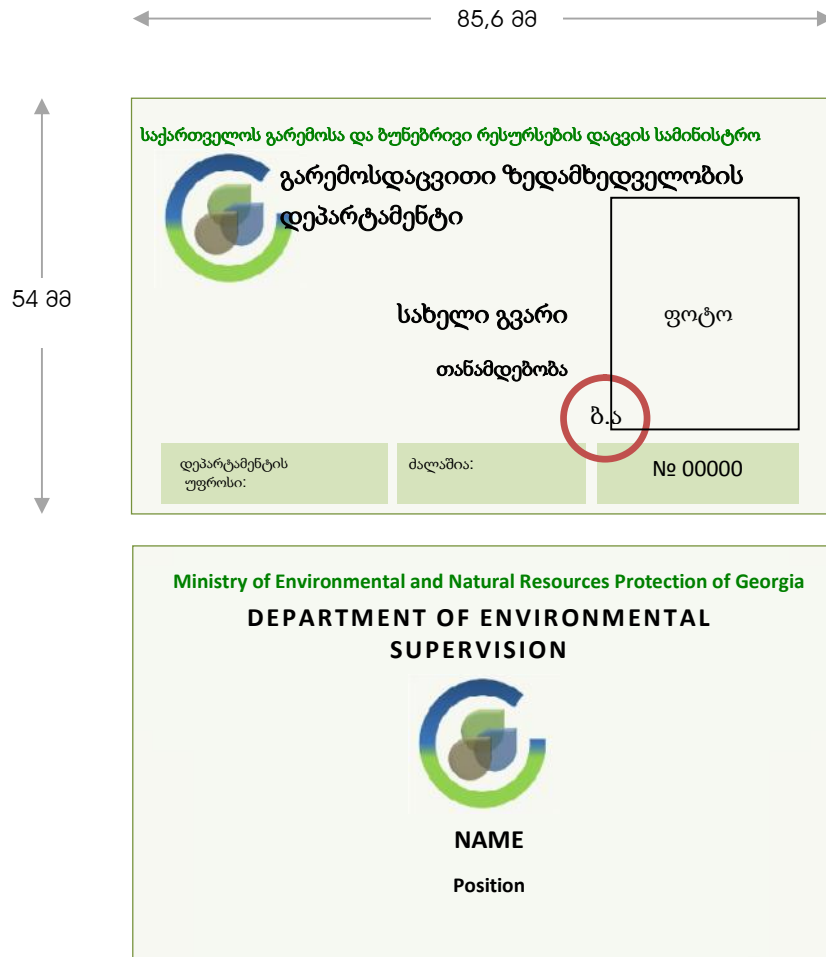 85,6 მმ
54 მმ
საქართველოს გარემოსა და ბუნებრივი რესურსების დაცვის სამინისტრო
გარემოსდაცვითი ზედამხედველობის
დეპარტამენტი
სახელი გვარი
ფოტო
თანამდებობა
ბ.ა
დეპარტამენტის
უფროსი:
ძალაშია:
№ 00000
Ministry of Environmental and Natural Resources Protection of Georgia
DEPARTMENT OF ENVIRONMENTAL
SUPERVISION
NAME
Position